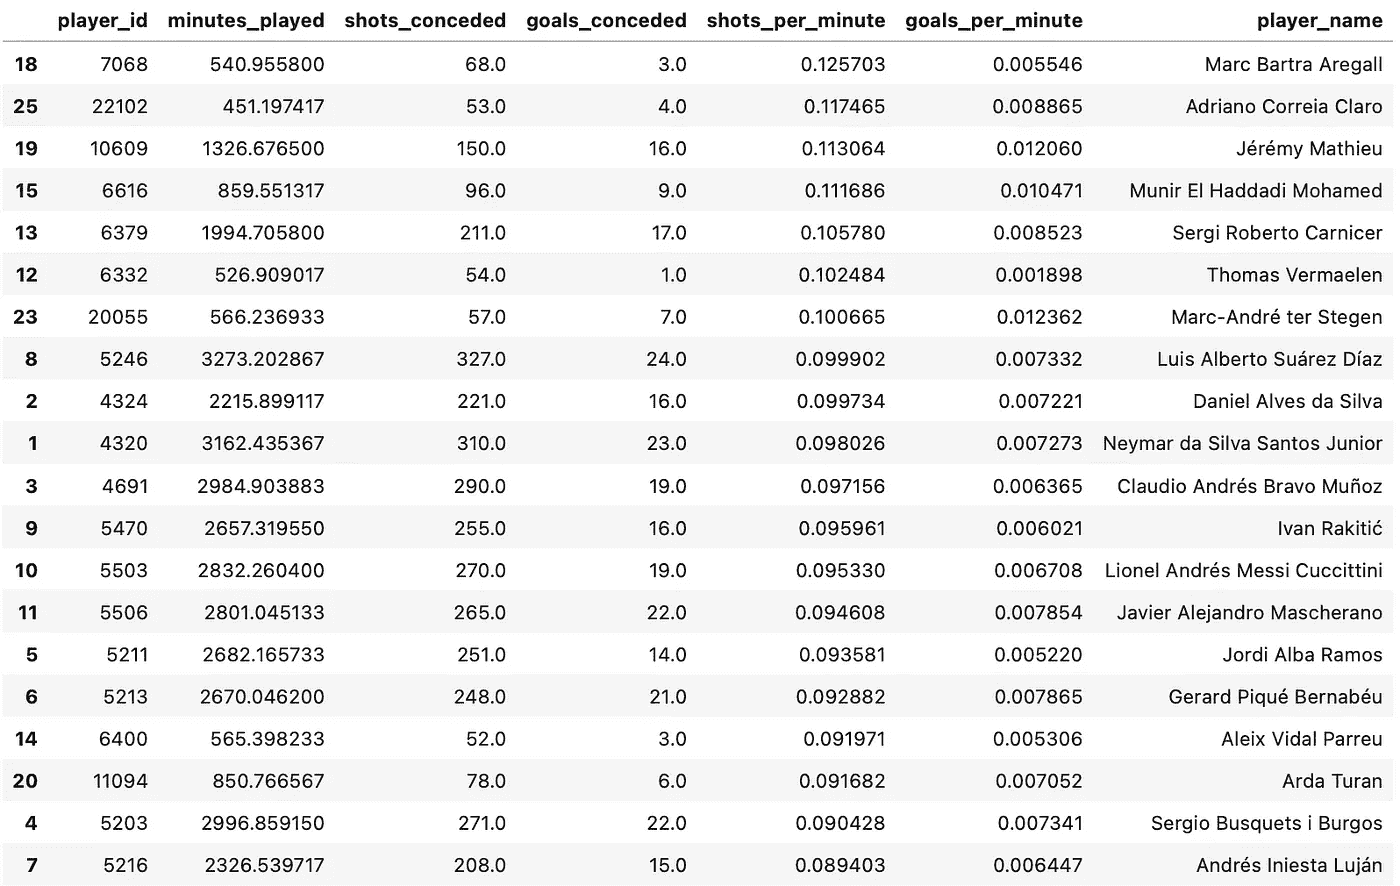 player_id minutes_played shots_conceded goals_conceded shots_per_minute goals_per_minute player_name
18 7068 540.955800 68.0 3.0 0.125703 0.005546 Marc Bartra Aregall
25 22102 451.197417 53.0 4.0 0.117465 0.008865 Adriano Correia Claro
19 10609 1326.676500 150.0 16.0 0.113064 0.012060 Jérémy Mathieu
15 6616 859.551317 96.0 9.0 0.111686 0.010471 Munir El Haddadi Mohamed
13 6379 1994.705800 211.0 17.0 0.105780 0.008523 Sergi Roberto Carnicer
12 6332 526.909017 54.0 1.0 0.102484 0.001898 Thomas Vermaelen
23 20055 566.236933 57.0 7.0 0.100665 0.012362 Marc-André ter Stegen
8 5246 3273.202867 327.0 24.0 0.099902 0.007332 Luis Alberto Suárez Díaz
2 4324 2215.899117 221.0 16.0 0.099734 0.007221 Daniel Alves da Silva
1 4320 3162.435367 310.0 23.0 0.098026 0.007273 Neymar da Silva Santos Junior
3 4691 2984.903883 290.0 19.0 0.097156 0.006365 Claudio Andrés Bravo Muñoz
9 5470 2657.319550 255.0 16.0 0.095961 0.006021 Ivan Rakitić
10 5503 2832.260400 270.0 19.0 0.095330 0.006708 Lionel Andrés Messi Cuccittini
11 5506 2801.045133 265.0 22.0 0.094608 0.007854 Javier Alejandro Mascherano
5 5211 2682.165733 251.0 14.0 0.093581 0.005220 Jordi Alba Ramos
6 5213 2670.046200 248.0 21.0 0.092882 0.007865 Gerard Piqué Bernabéu
14 6400 565.398233 52.0 3.0 0.091971 0.005306 Aleix Vidal Parreu
20 11094 850.766567 78.0 6.0 0.091682 0.007052 Arda Turan
4 5203 2996.859150 271.0 22.0 0.090428 0.007341 Sergio Busquets i Burgos
7 5216 2326.539717 208.0 15.0 0.089403 0.006447 Andrés Iniesta Luján